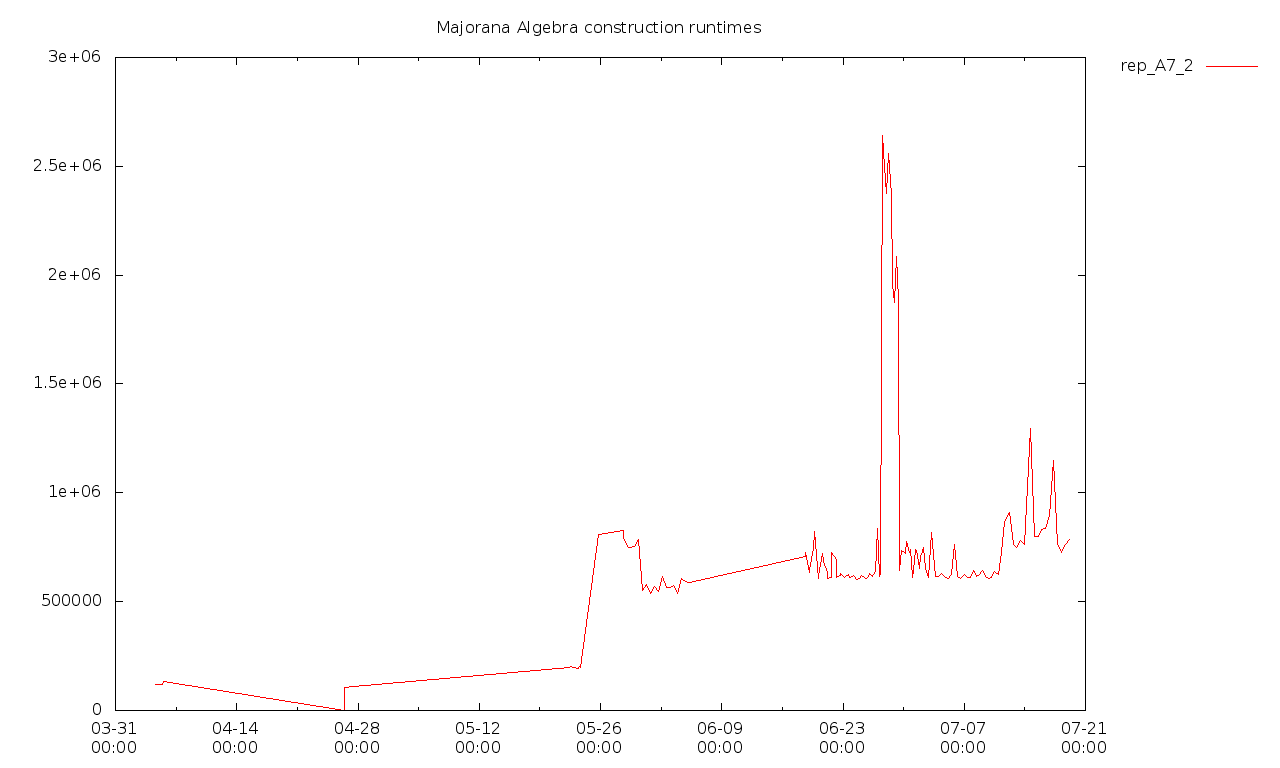 Majorana Algebra construction runtimes
rep_A7_2
3e+06
2.5e+06
2e+06
1.5e+06
1e+06
500000
0
03-31 04-14 04-28 05-12 05-26 06-09 06-23 07-07 07-21
00:00 00:00 00:00 00:00 00:00 00:00 00:00 00:00 00:00